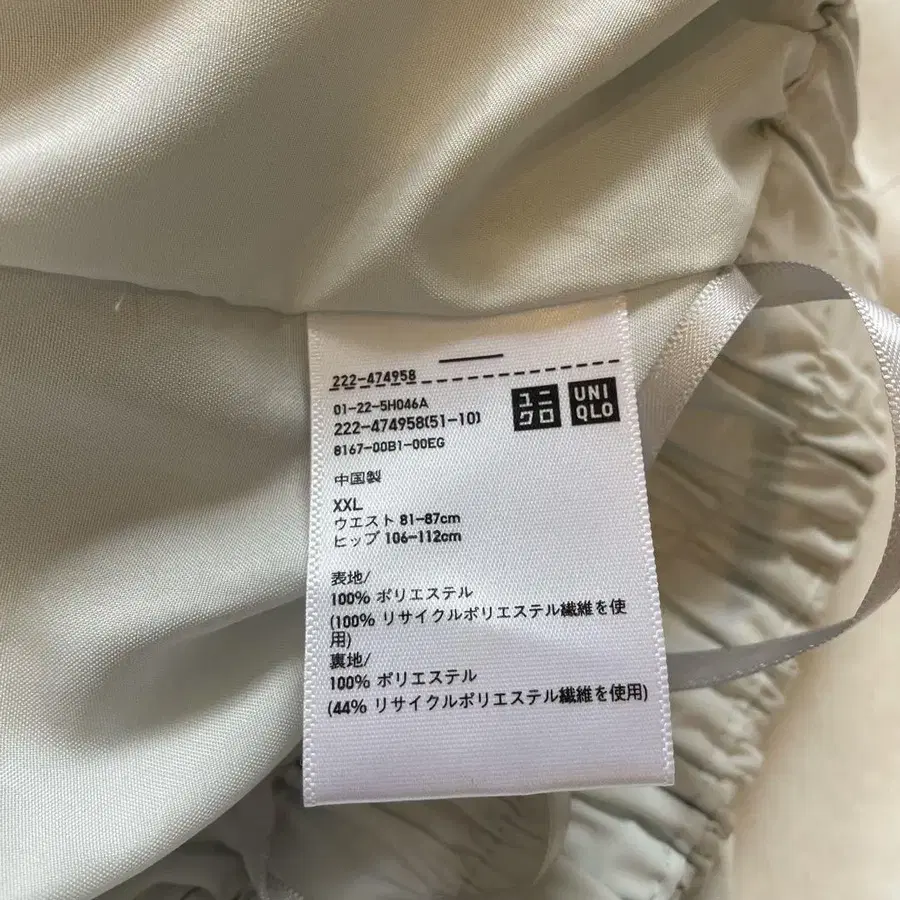 222-474958
01-22-5H046A
222-474958(51-10)
8167-00B1-00EG
ユニ
クロ
UNI
QLO
中国製
XXL
ウエスト 81-87cm
ヒップ 106-112cm
表地/
100% ポリエステル
(100% リサイクルポリエステル繊維を使
用)
裏地/
100% ポリエステル
(44% リサイクルポリエステル繊維を使用)